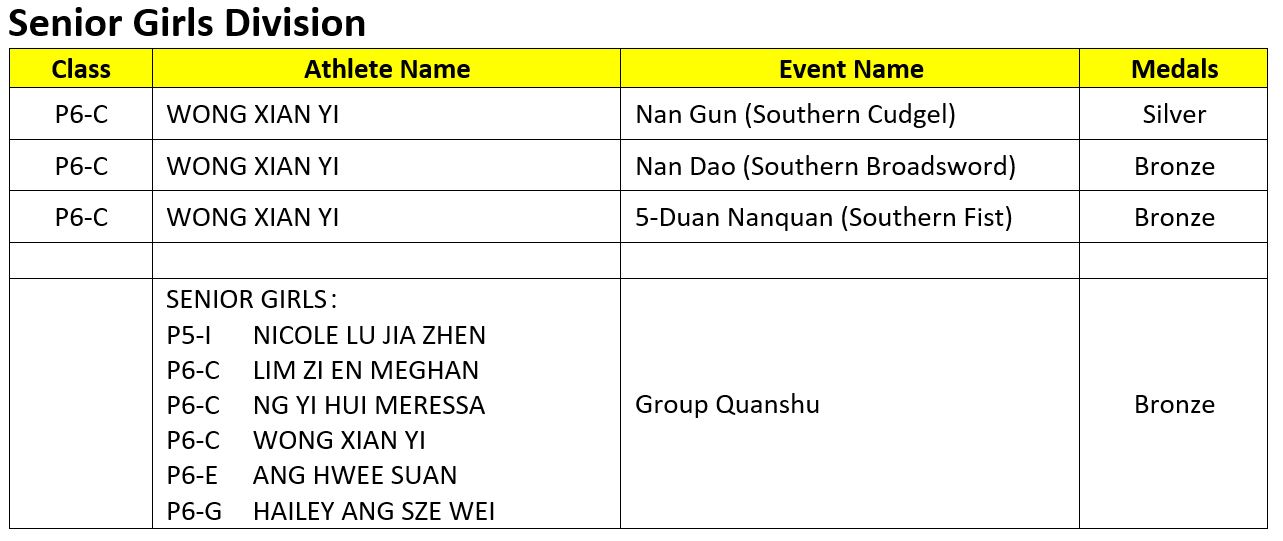 Senior Girls Division
Class Athlete Name Event Name Medals
P6-C WONG XIAN YI Nan Gun (Southern Cudgel) Silver
P6-C WONG XIAN YI Nan Dao (Southern Broadsword) Bronze
P6-C WONG XIAN YI 5-Duan Nanquan (Southern Fist) Bronze
SENIOR GIRLS：
P5-I NICOLE LU JIA ZHEN
P6-C LIM ZI EN MEGHAN
P6-C NG YI HUI MERESSA
P6-C WONG XIAN YI
P6-E ANG HWEE SUAN
P6-G HAILEY ANG SZE WEI
Group Quanshu
Bronze